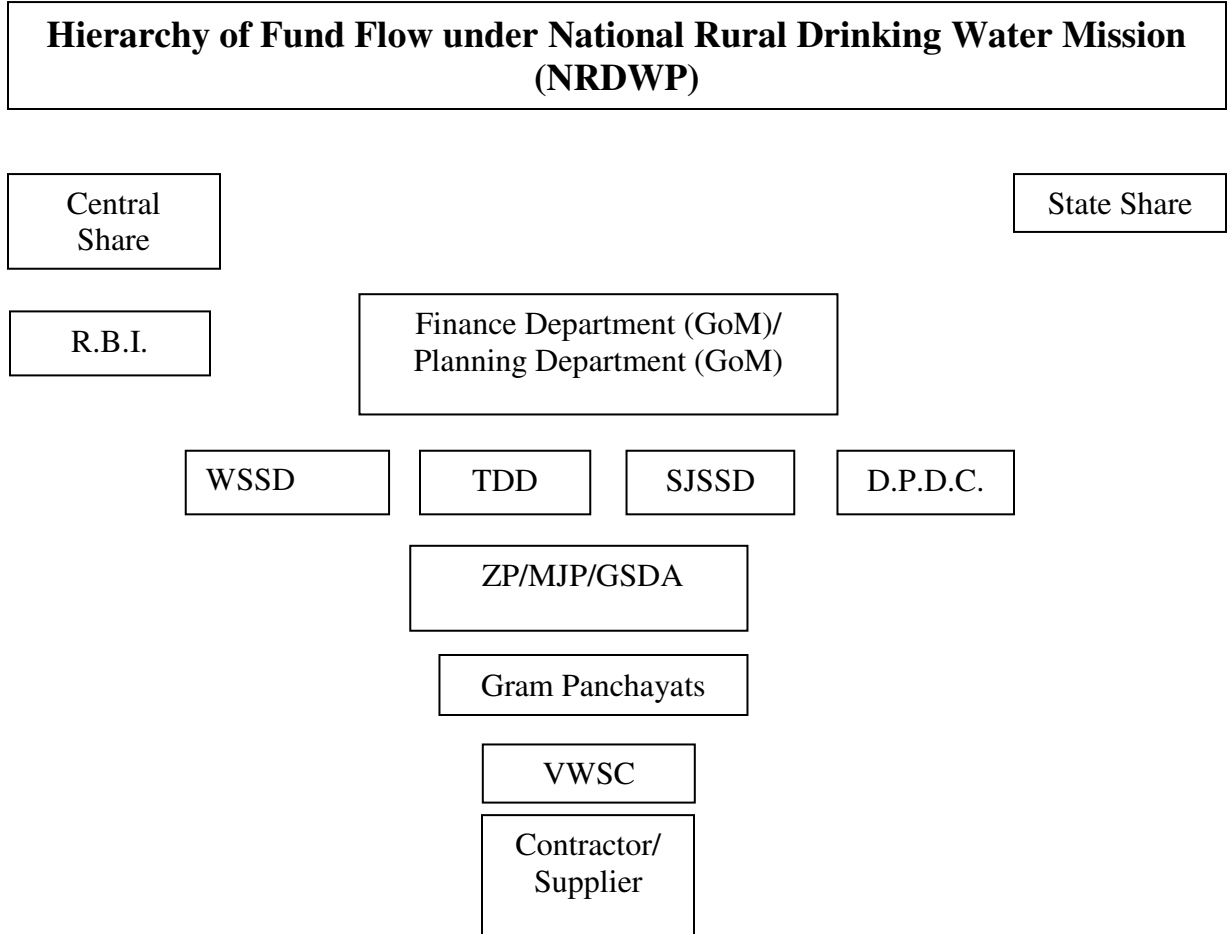 Hierarchy of Fund Flow under National Rural Drinking Water Mission
(NRDWP)
Central
Share
State Share
R.B.I.
Finance Department (GoM)/
Planning Department (GoM)
WSSD
TDD
SJSSD
D.P.D.C.
ZP/MJP/GSDA
Gram Panchayats
VWSC
Contractor/
Supplier